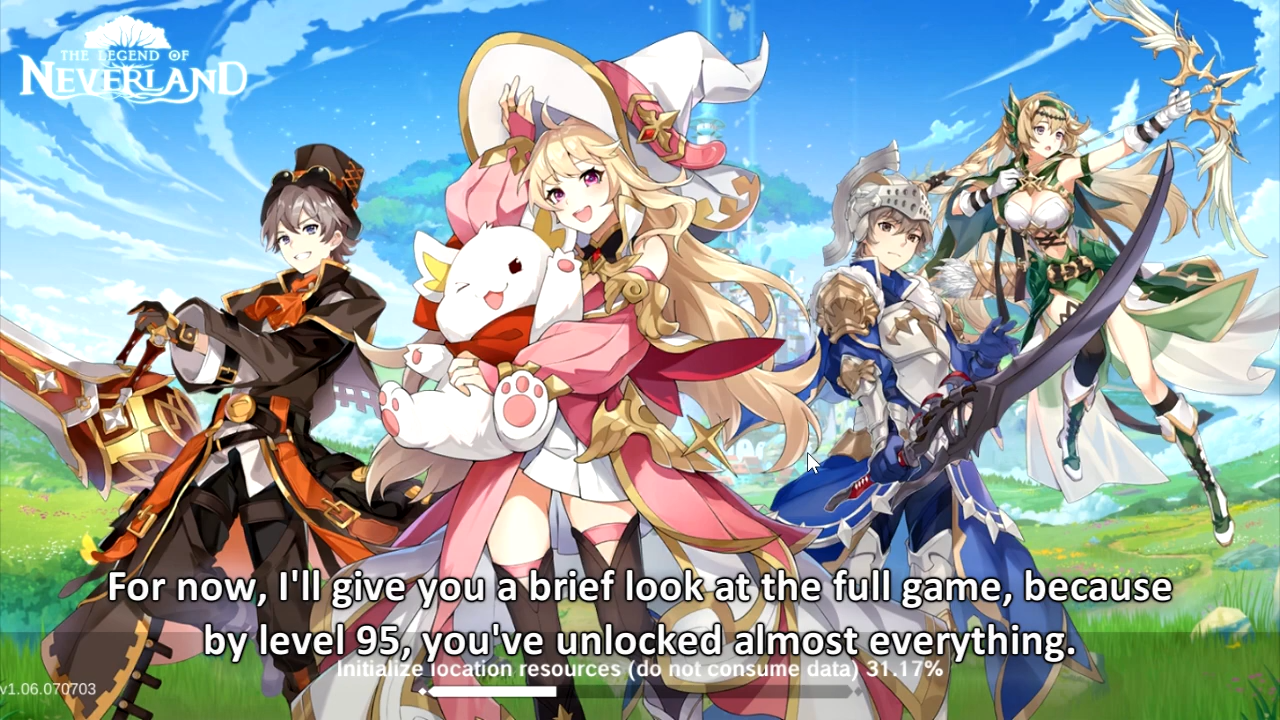 THE LEGEND OF
NEVERLAND
For now, I'll give you a brief look at the full game, because
by level 95, you've unlocked almost everything.
Initialize location resources (do not consume data) 31.17%
v1.06.070703